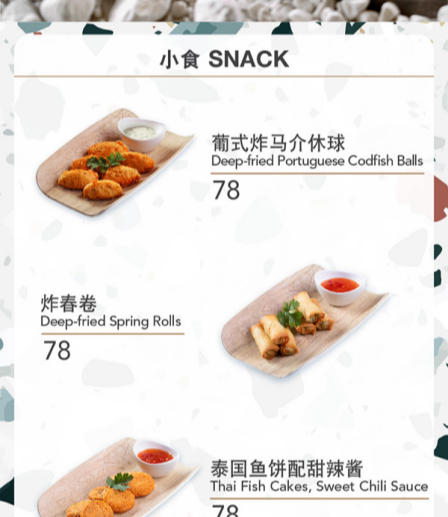 小食 SNACK
葡式炸马介休球
Deep-fried Portuguese Codfish Balls
78
炸春卷
Deep-fried Spring Rolls
78
泰国鱼饼配甜辣酱
Thai Fish Cakes, Sweet Chili Sauce
78